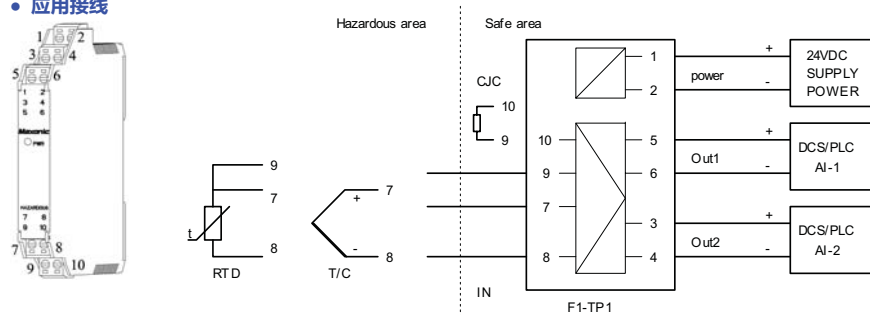 • 应用接线
Hazardous area
Safe area
1 2
3 4
5 6
1 2
3 4
5 6
Maxonic
PWR
HAZARDOUS
7 8
9 10
7 8
9 10
9
7
8
t
RTD
7
+
-
8
T/C
CJC
10
9
IN
10
9
7
8
1
2
5
6
3
4
F1-TP1
+
power
-
24VDC
SUPPLY
POWER
+
Out1
-
DCS/PLC
AI-1
+
Out2
-
DCS/PLC
AI-2